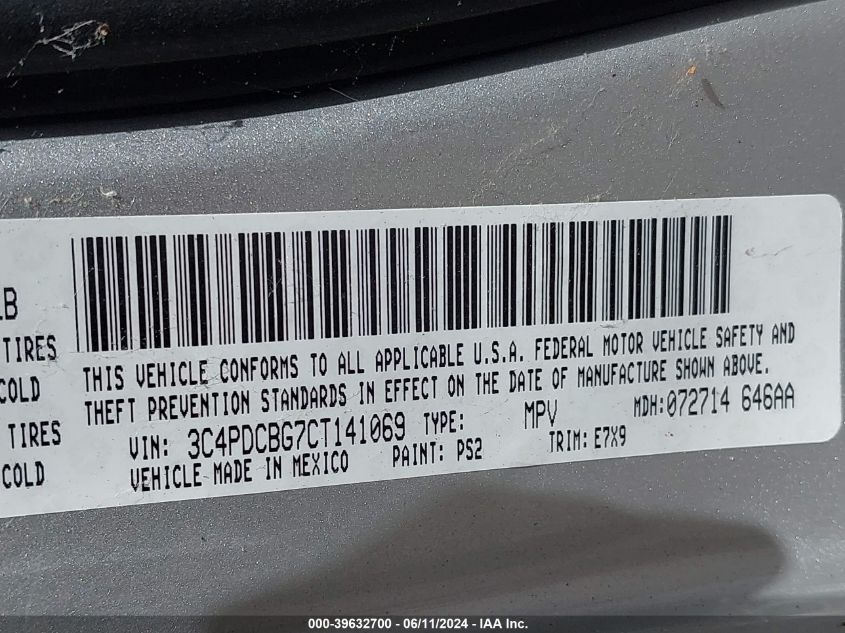 LB
TIRES
COLD
TIRES
COLD
THIS VEHICLE CONFORMS TO ALL APPLICABLE U.S.A. FEDERAL MOTOR VEHICLE SAFETY AND
THEFT PREVENTION STANDARDS IN EFFECT ON THE DATE OF MANUFACTURE SHOWN ABOVE.
VIN: 3C4PDCBG7CT141069 TYPE: MPV MDH:072714 646AA
VEHICLE MADE IN MEXICO PAINT: PS2 TRIM: E7X9
000-39632700 - 06/11/2024 - IAA Inc.